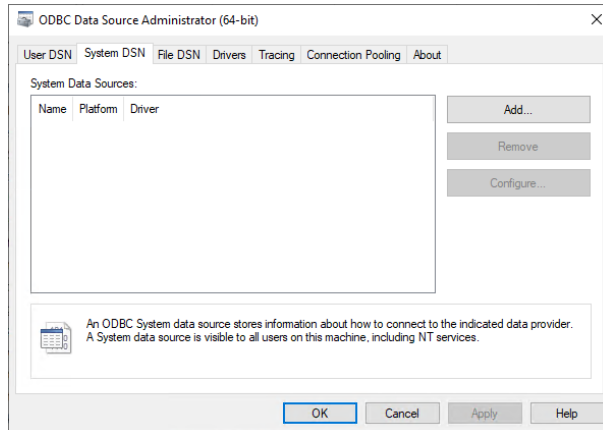 ODBC Data Source Administrator (64-bit)
User DSN System DSN File DSN Drivers Tracing Connection Pooling About
System Data Sources:
Name Platform Driver
Add...
Remove
Configure...
An ODBC System data source stores information about how to connect to the indicated data provider.
A System data source is visible to all users on this machine, including NT services.
OK Cancel Apply Help